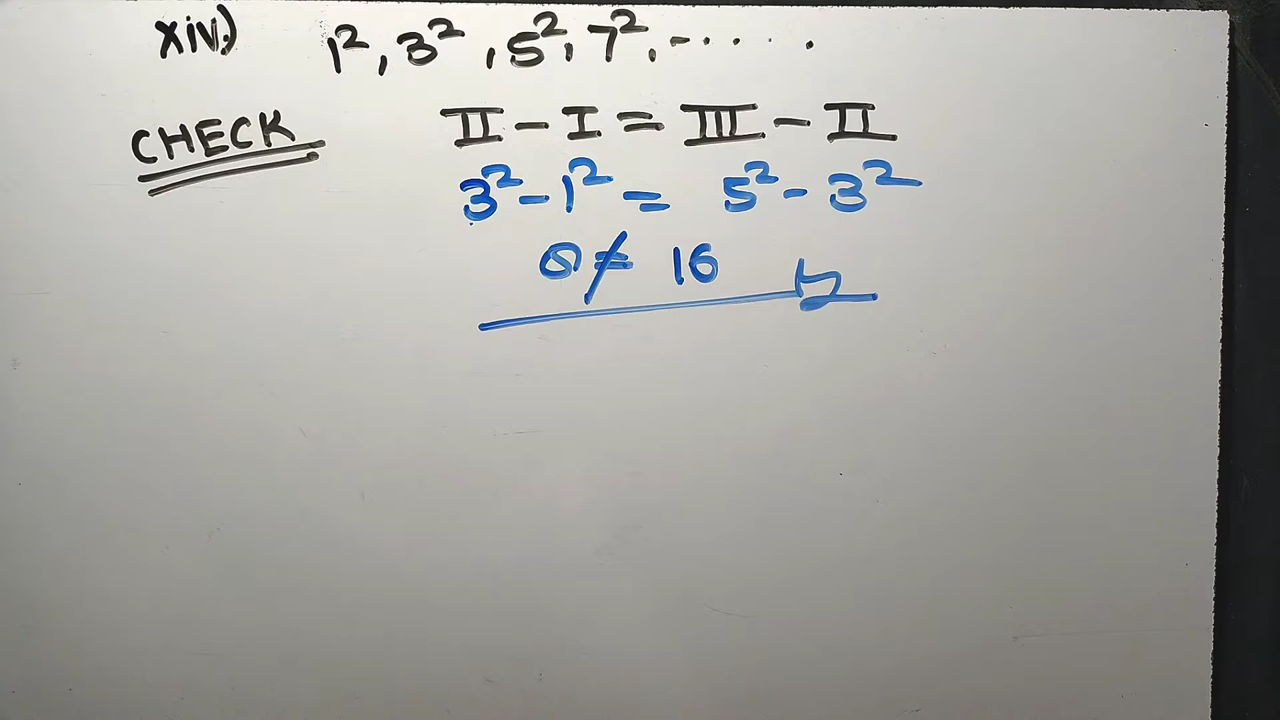 xiv.) 1², 3², 5², 7², - . . . .
CHECK
II - I = III - II
3² - 1² = 5² - 3²
8 ≠ 16